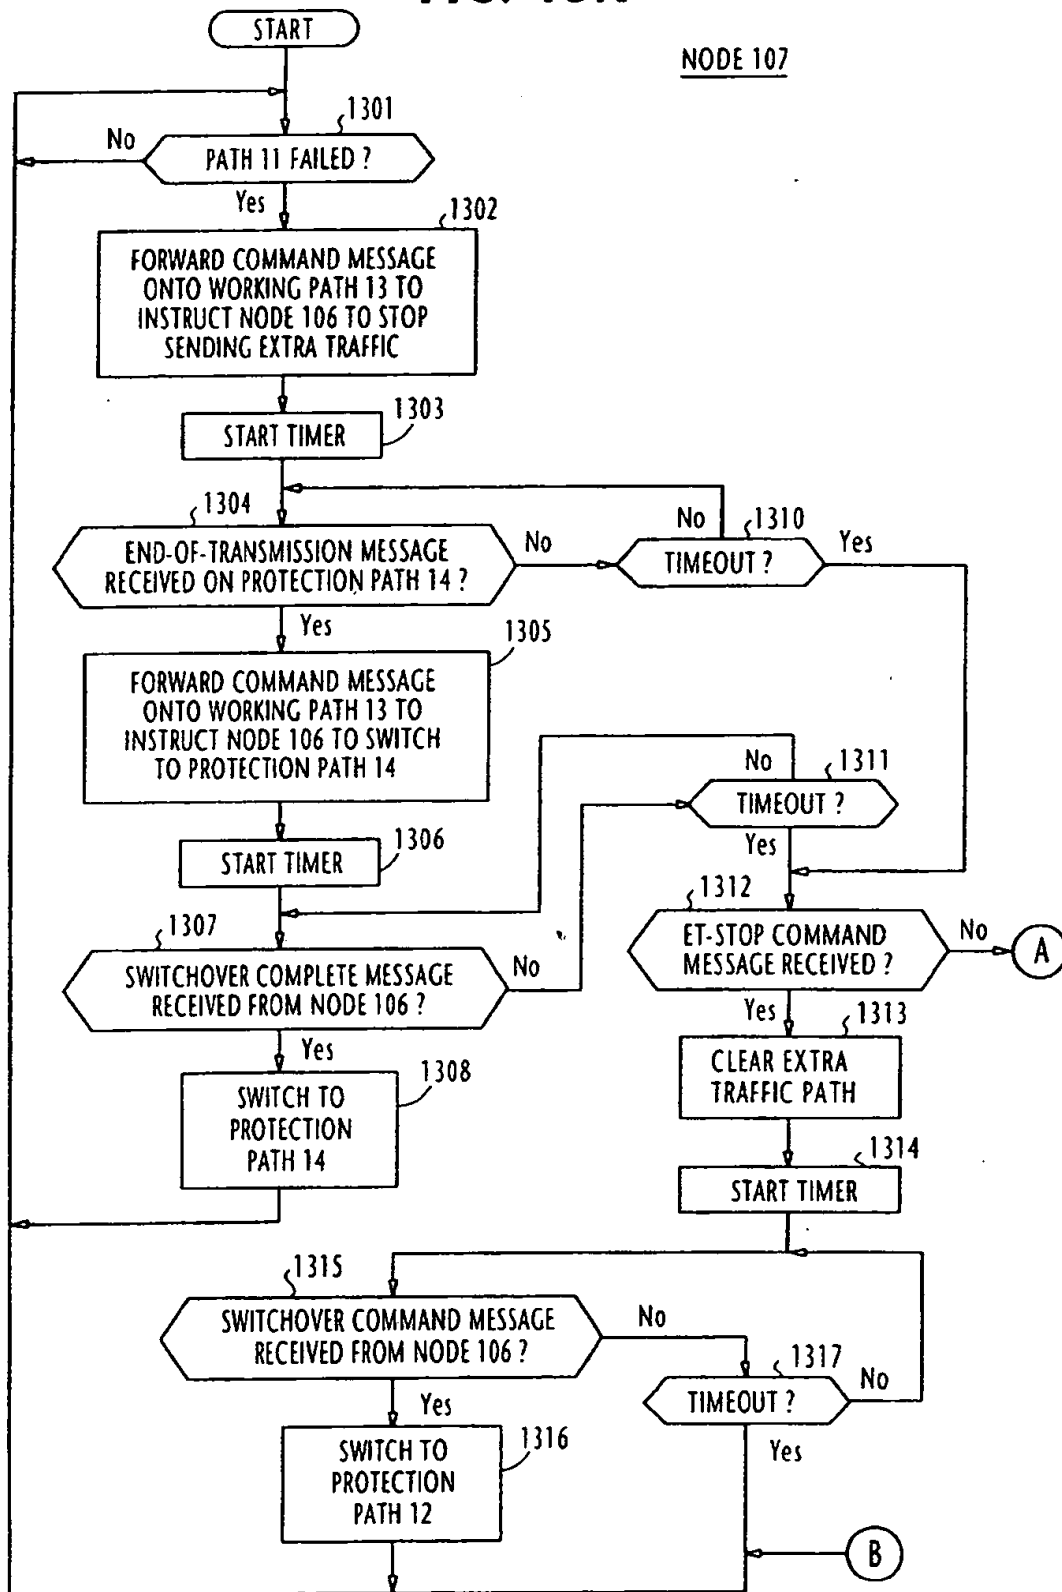 START
NODE 107
1301
No
PATH 11 FAILED ?
Yes
1302
FORWARD COMMAND MESSAGE
ONTO WORKING PATH 13 TO
INSTRUCT NODE 106 TO STOP
SENDING EXTRA TRAFFIC
1303
START TIMER
1304
END-OF-TRANSMISSION MESSAGE
RECEIVED ON PROTECTION PATH 14 ?
No
No
1310
TIMEOUT ?
Yes
Yes
1305
FORWARD COMMAND MESSAGE
ONTO WORKING PATH 13 TO
INSTRUCT NODE 106 TO SWITCH
TO PROTECTION PATH 14
No
1311
TIMEOUT ?
Yes
1306
START TIMER
1307
SWITCHOVER COMPLETE MESSAGE
RECEIVED FROM NODE 106 ?
No
1312
ET-STOP COMMAND
MESSAGE RECEIVED ?
No
A
Yes
1308
SWITCH TO
PROTECTION
PATH 14
Yes
1313
CLEAR EXTRA
TRAFFIC PATH
1314
START TIMER
1315
SWITCHOVER COMMAND MESSAGE
RECEIVED FROM NODE 106 ?
No
1317
TIMEOUT ?
No
Yes
Yes
1316
SWITCH TO
PROTECTION
PATH 12
B